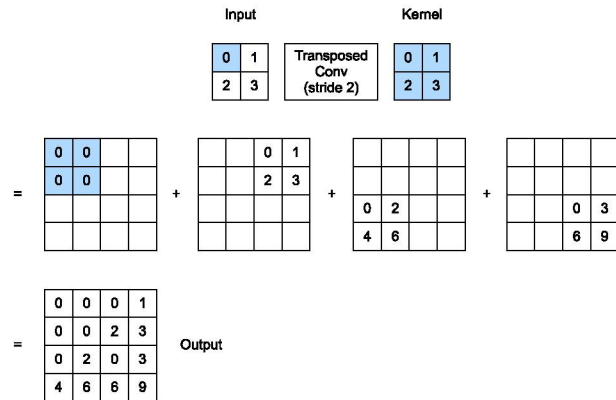 Input Kernel
0 1 Transposed 0 1
Conv
2 3 (stride 2) 2 3
0 0 0 1
0 0 2 3
= + + +
0 2 0 3
4 6 6 9
0 0 0 1
0 0 2 3
= Output
0 2 0 3
4 6 6 9